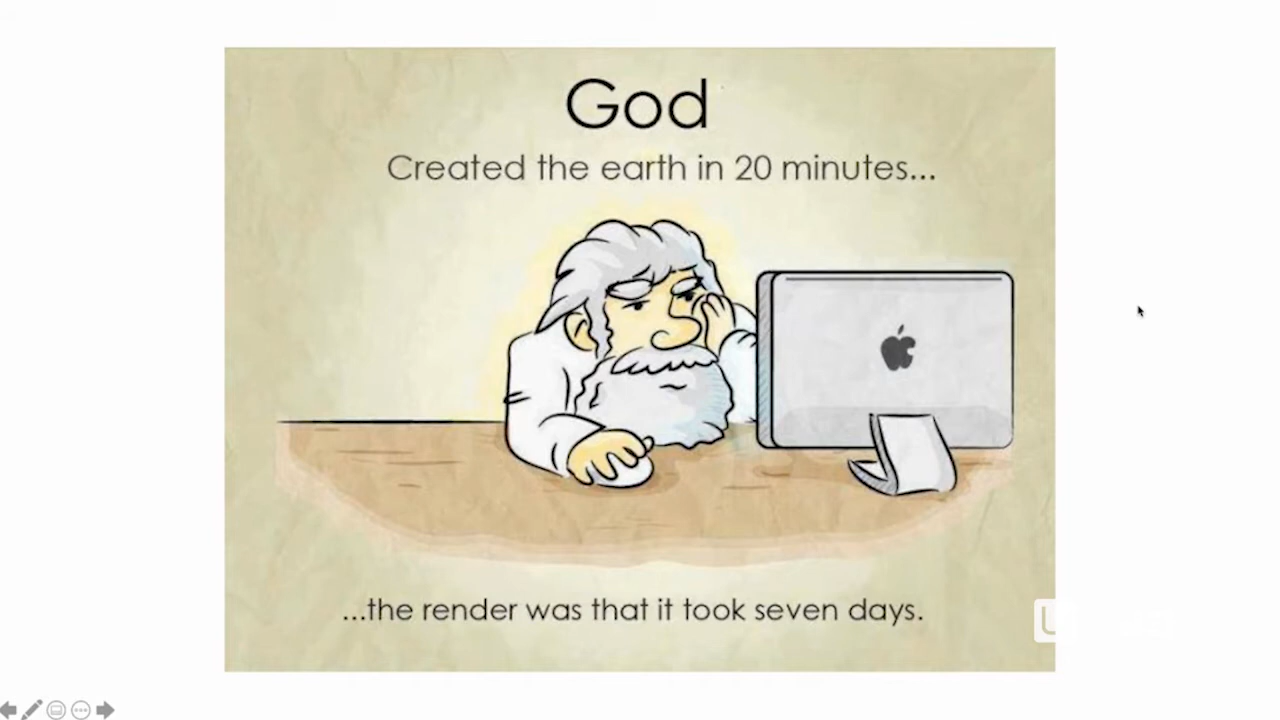 God
Created the earth in 20 minutes...
...the render was that it took seven days.